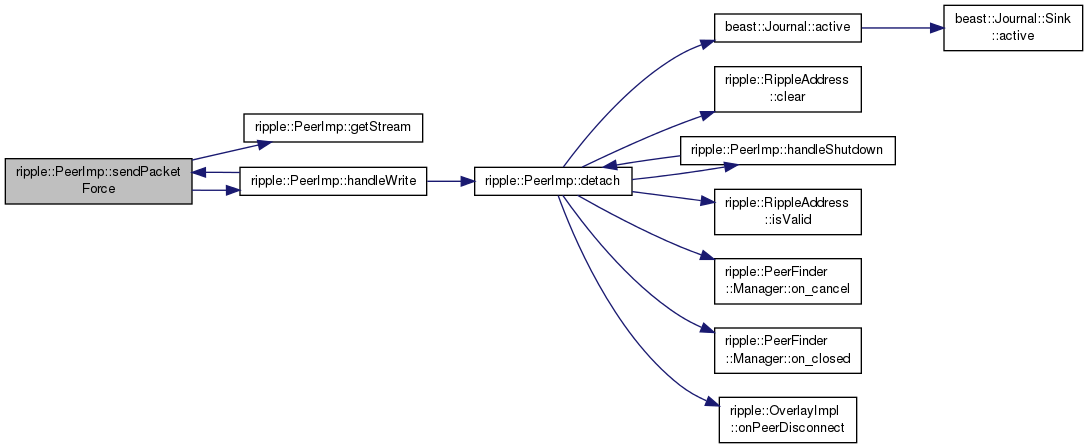 ripple::PeerImp::sendPacket
Force
ripple::PeerImp::getStream
ripple::PeerImp::handleWrite
ripple::PeerImp::detach
beast::Journal::active
beast::Journal::Sink
::active
ripple::RippleAddress
::clear
ripple::PeerImp::handleShutdown
ripple::RippleAddress
::isValid
ripple::PeerFinder
::Manager::on_cancel
ripple::PeerFinder
::Manager::on_closed
ripple::OverlayImpl
::onPeerDisconnect